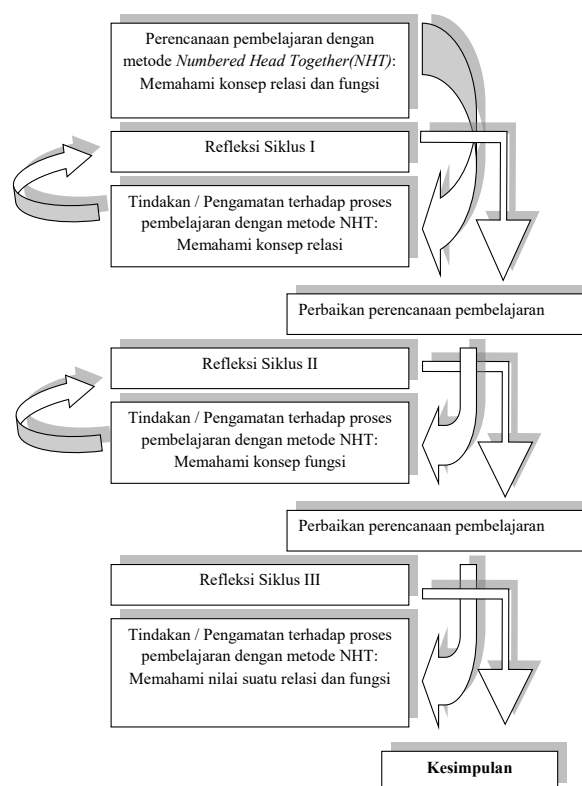 Perencanaan pembelajaran dengan
metode Numbered Head Together(NHT):
Memahami konsep relasi dan fungsi
Refleksi Siklus I
Tindakan / Pengamatan terhadap proses
pembelajaran dengan metode NHT:
Memahami konsep relasi
Perbaikan perencanaan pembelajaran
Refleksi Siklus II
Tindakan / Pengamatan terhadap proses
pembelajaran dengan metode NHT:
Memahami konsep fungsi
Perbaikan perencanaan pembelajaran
Refleksi Siklus III
Tindakan / Pengamatan terhadap proses
pembelajaran dengan metode NHT:
Memahami nilai suatu relasi dan fungsi
Kesimpulan